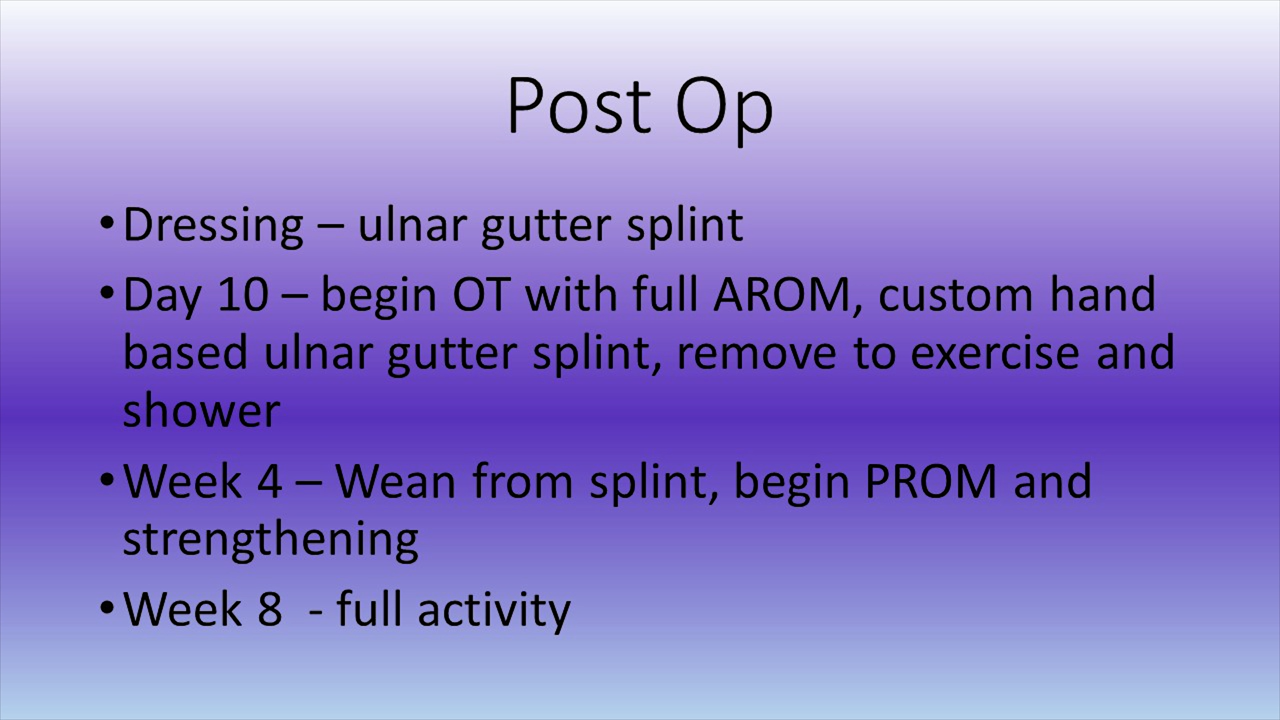 Post Op
•Dressing – ulnar gutter splint
•Day 10 – begin OT with full AROM, custom hand
based ulnar gutter splint, remove to exercise and
shower
•Week 4 – Wean from splint, begin PROM and
strengthening
•Week 8  - full activity